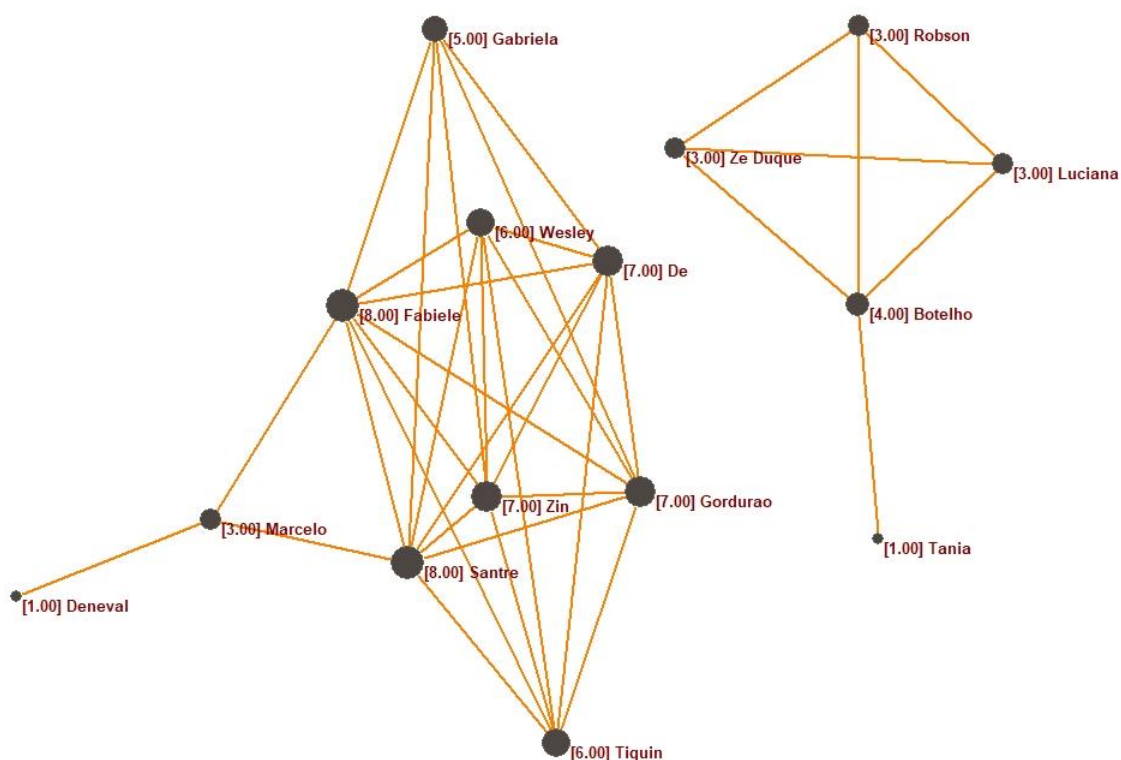 [5.00] Gabriela
[3.00] Robson
[3.00] Ze Duque
[3.00] Luciana
[6.00] Wesley
[7.00] De
[8.00] Fabiele
[4.00] Botelho
[7.00] Zin
[7.00] Gordurao
[3.00] Marcelo
[1.00] Tania
[8.00] Santre
[1.00] Deneval
[6.00] Tiquin